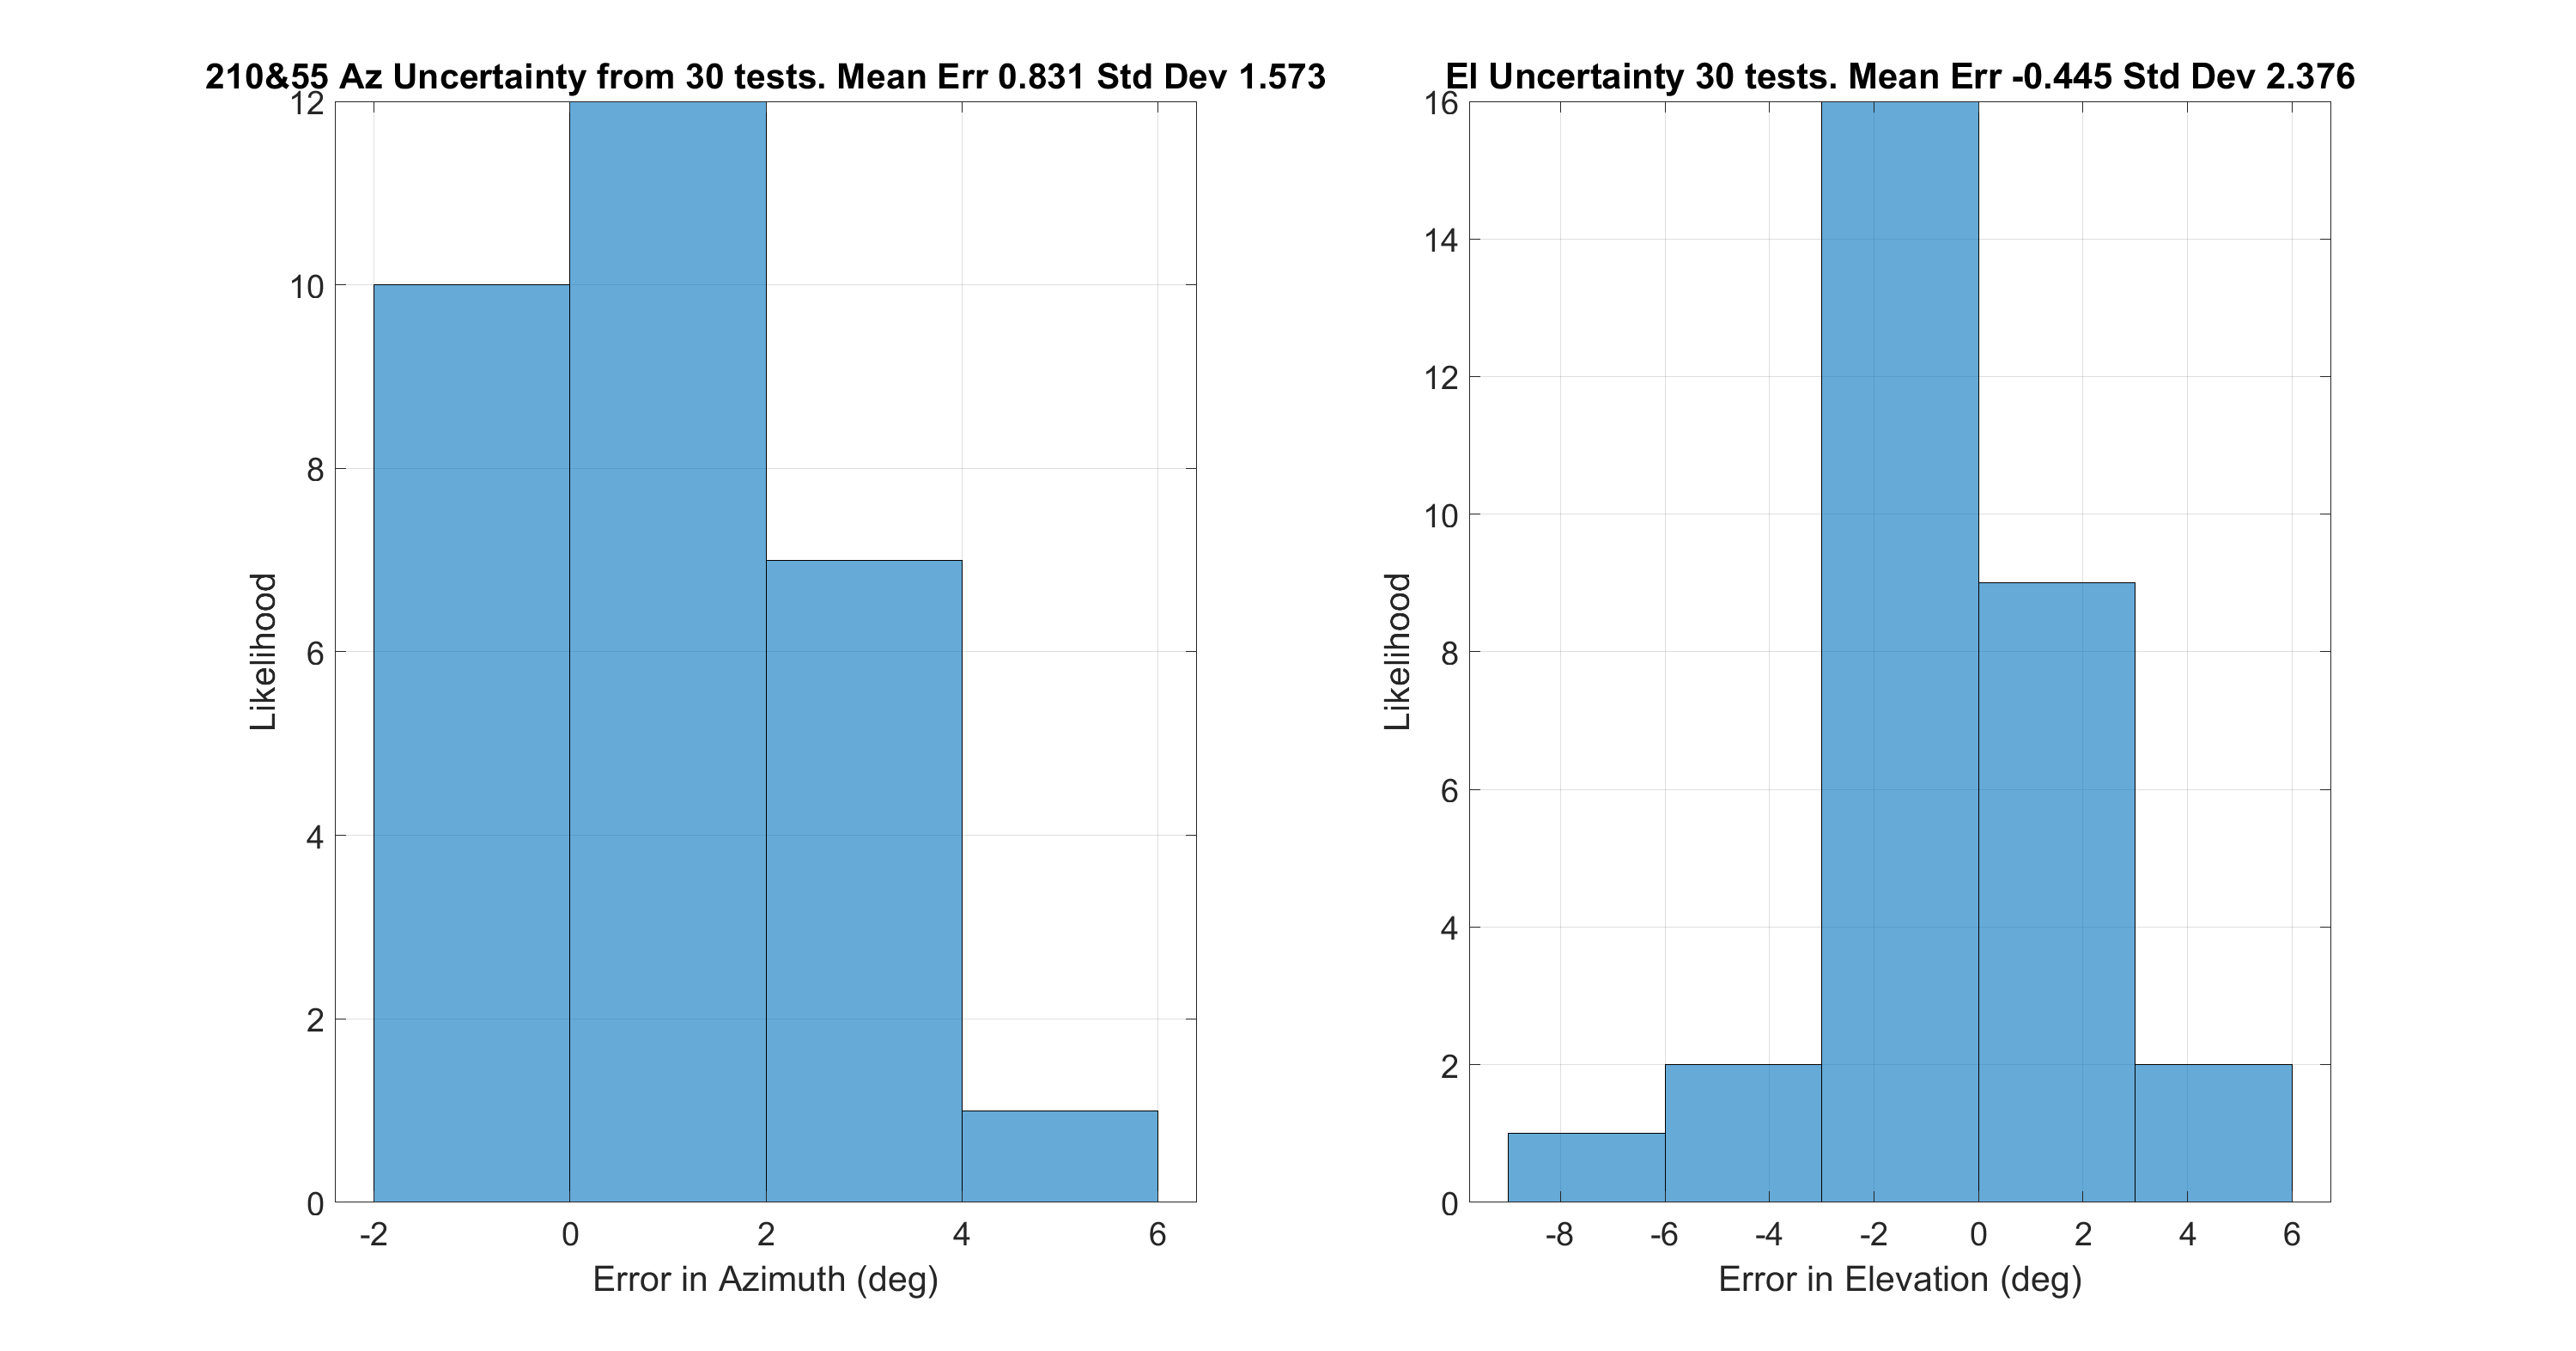 210&55 Az Uncertainty from 30 tests. Mean Err 0.831 Std Dev 1.573
12
10
8
6
4
2
0
Likelihood
-2 0 2 4 6
Error in Azimuth (deg)
El Uncertainty 30 tests. Mean Err -0.445 Std Dev 2.376
16
14
12
10
8
6
4
2
0
Likelihood
-8 -6 -4 -2 0 2 4 6
Error in Elevation (deg)